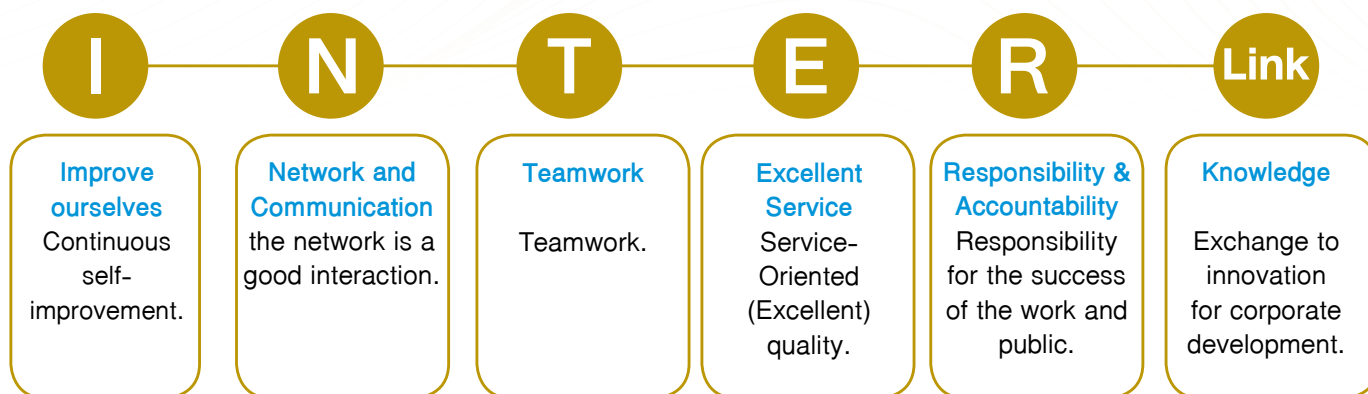 I
N
T
E
R
Link
Improve
ourselves
Continuous
self-
improvement.
Network and
Communication
the network is a
good interaction.
Teamwork
Teamwork.
Excellent
Service
Service-
Oriented
(Excellent)
quality.
Responsibility &
Accountability
Responsibility
for the success
of the work and
public.
Knowledge
Exchange to
innovation
for corporate
development.